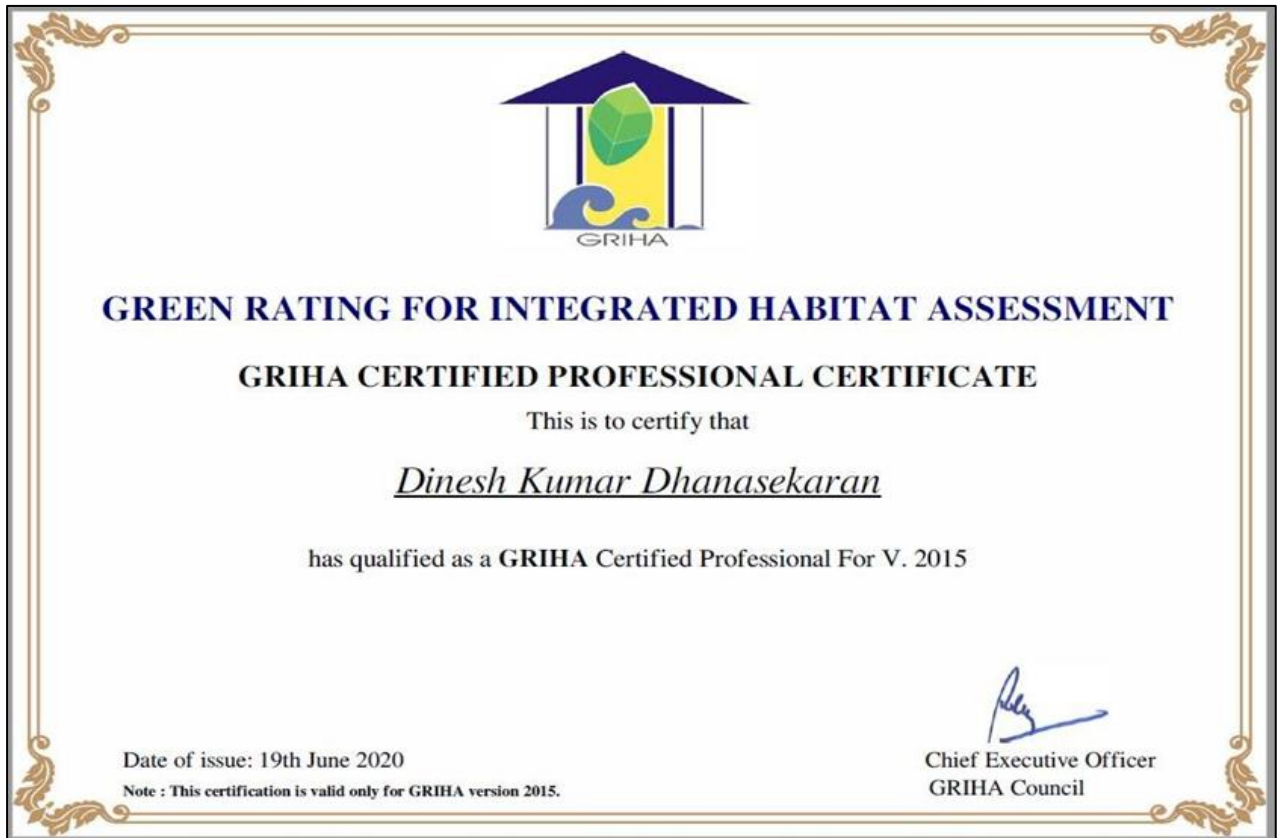 GRIHA
GREEN RATING FOR INTEGRATED HABITAT ASSESSMENT
GRIHA CERTIFIED PROFESSIONAL CERTIFICATE
This is to certify that
Dinesh Kumar Dhanasekaran
has qualified as a GRIHA Certified Professional For V. 2015
Date of issue: 19th June 2020
Note : This certification is valid only for GRIHA version 2015.
Chief Executive Officer
GRIHA Council